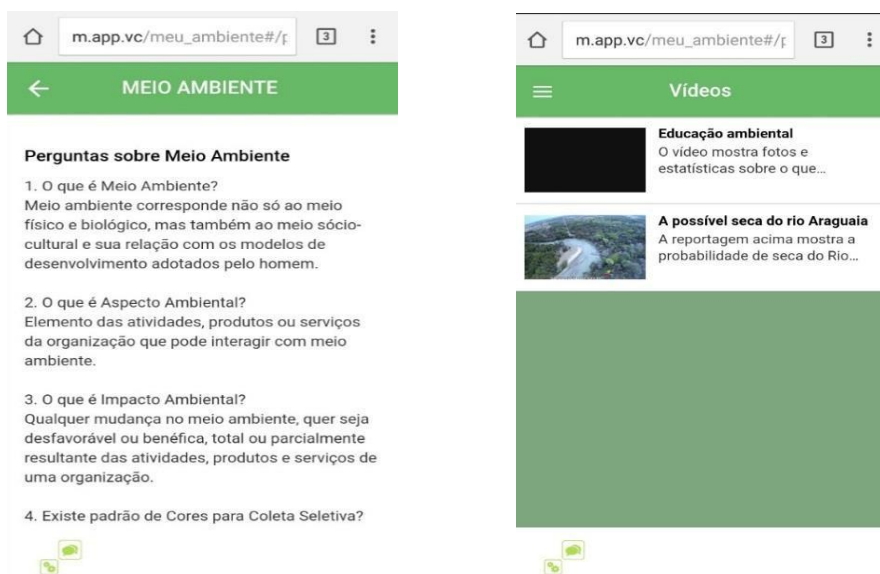 m.app.vc/meu_ambiente#/p
3
MEIO AMBIENTE
Perguntas sobre Meio Ambiente
1. O que é Meio Ambiente?
Meio ambiente corresponde não só ao meio
físico e biológico, mas também ao meio sócio-
cultural e sua relação com os modelos de
desenvolvimento adotados pelo homem.
2. O que é Aspecto Ambiental?
Elemento das atividades, produtos ou serviços
da organização que pode interagir com meio
ambiente.
3. O que é Impacto Ambiental?
Qualquer mudança no meio ambiente, quer seja
desfavorável ou benéfica, total ou parcialmente
resultante das atividades, produtos e serviços de
uma organização.
4. Existe padrão de Cores para Coleta Seletiva?
m.app.vc/meu_ambiente#/p
3
Vídeos
Educação ambiental
O vídeo mostra fotos e
estatísticas sobre o que...
A possível seca do rio Araguaia
A reportagem acima mostra a
probabilidade de seca do Rio...